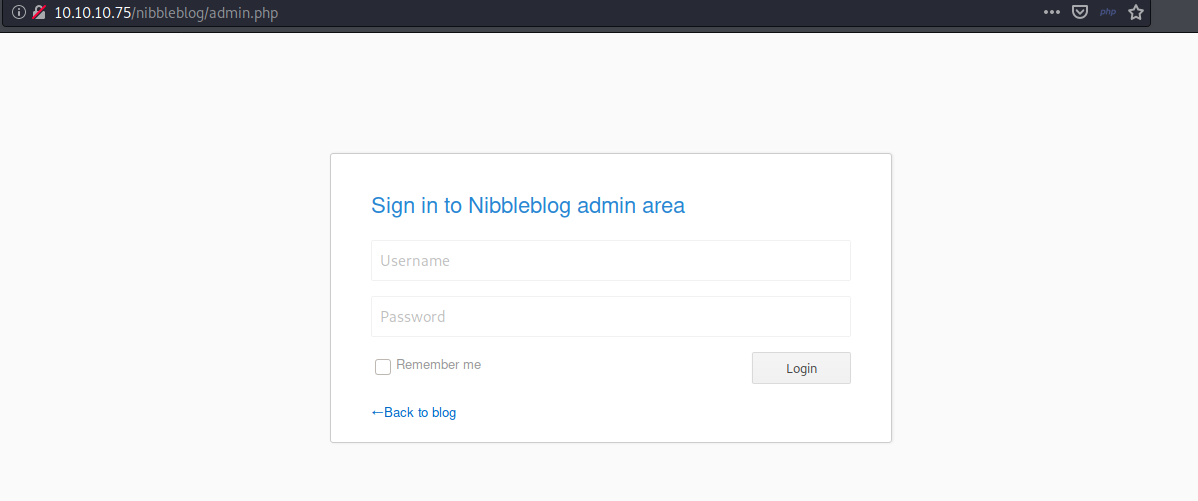 10.10.10.75/nibbleblog/admin.php
php
Sign in to Nibbleblog admin area
Username
Password
Remember me
Login
←Back to blog